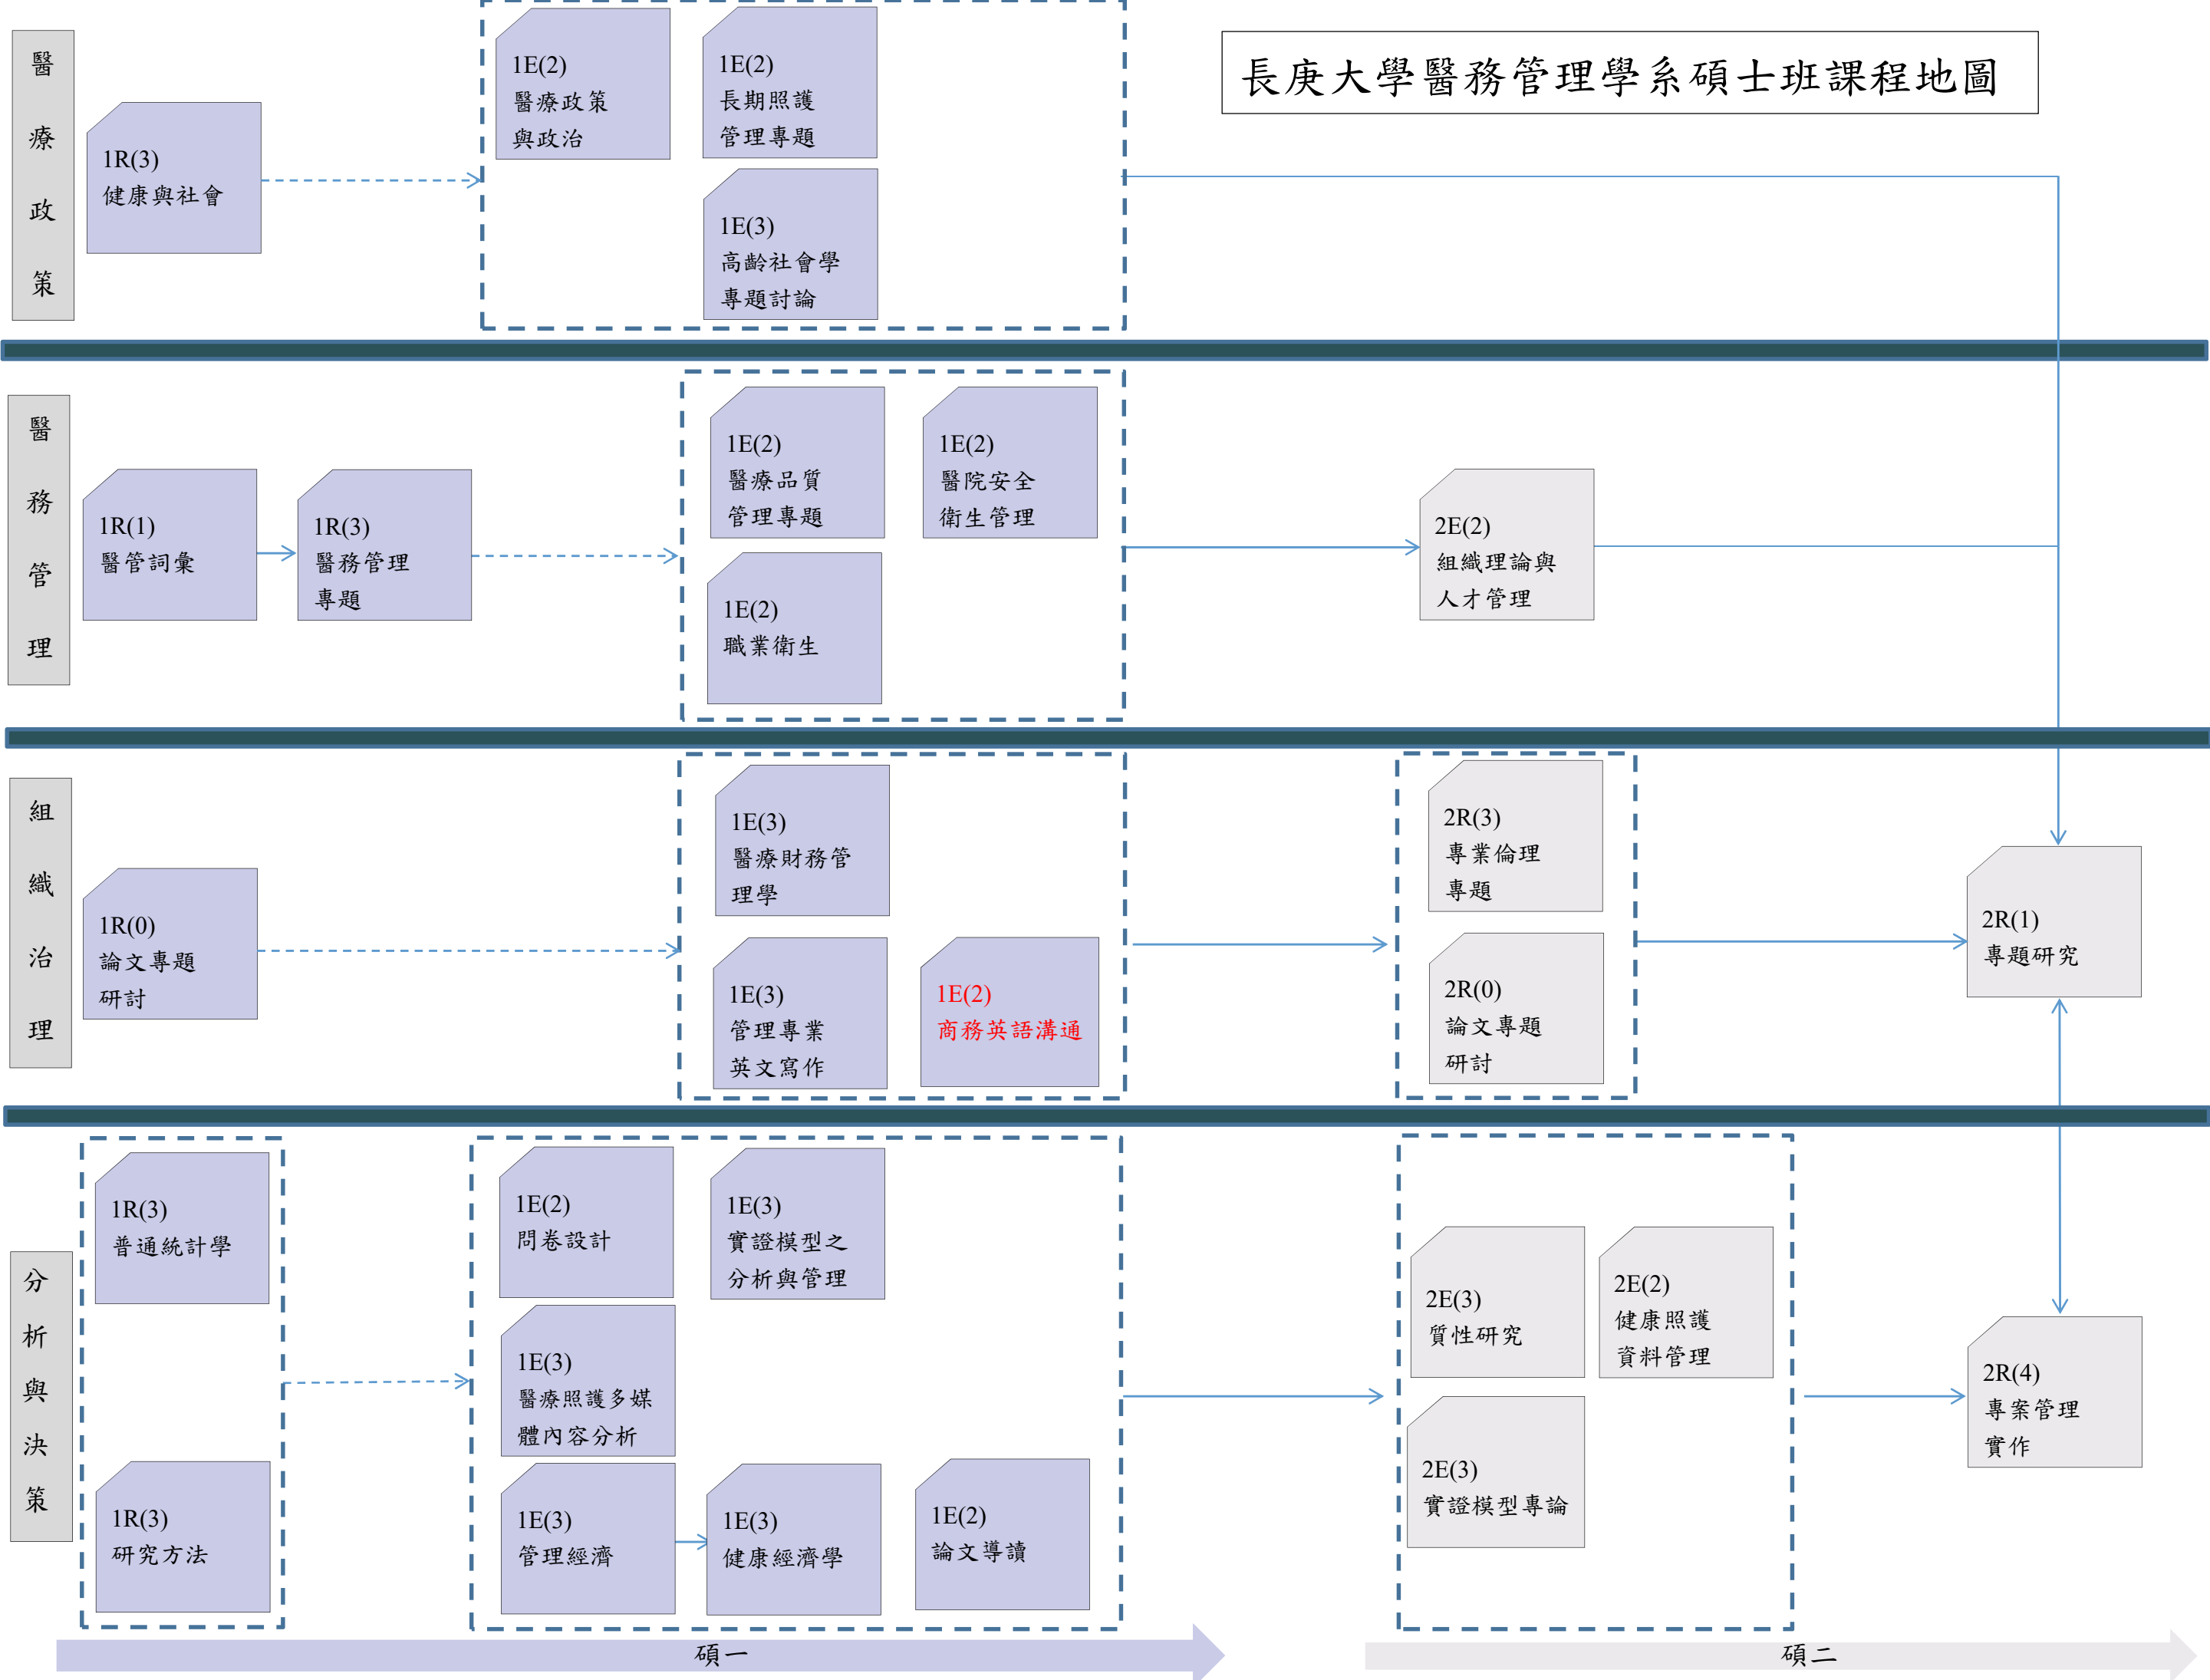 長庚大學醫務管理學系碩士班課程地圖
醫療政策
1R(3)
健康與社會
1E(2)
醫療政策
與政治
1E(2)
長期照護
管理專題
1E(3)
高齡社會學
專題討論
醫務管理
1R(1)
醫管詞彙
1R(3)
醫務管理
專題
1E(2)
醫療品質
管理專題
1E(2)
醫院安全
衛生管理
1E(2)
職業衛生
2E(2)
組織理論與
人才管理
組織治理
1R(0)
論文專題
研討
1E(3)
醫療財務管
理學
1E(3)
管理專業
英文寫作
1E(2)
商務英語溝通
2R(3)
專業倫理
專題
2R(0)
論文專題
研討
2R(1)
專題研究
分析與決策
1R(3)
普通統計學
1R(3)
研究方法
1E(2)
問卷設計
1E(3)
實證模型之
分析與管理
1E(3)
醫療照護多媒
體內容分析
1E(3)
管理經濟
1E(3)
健康經濟學
1E(2)
論文導讀
2E(3)
質性研究
2E(2)
健康照護
資料管理
2E(3)
實證模型專論
2R(4)
專案管理
實作
碩一
碩二